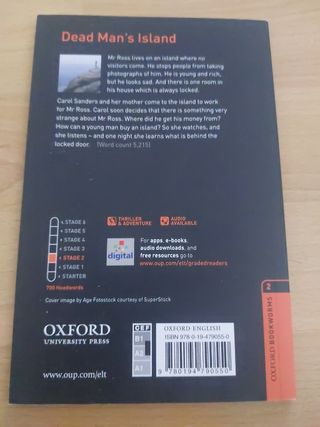 Dead Man's Island
Mr Ross lives on an island where no
visitors come. He stops people from taking
photographs of him. He is young and rich,
but he looks sad. And there is one room in
his house which is always locked.
Carol Sanders and her mother come to the island to work
for Mr Ross. Carol soon decides that there is something very
strange about Mr Ross. Where did he get his money from?
How can a young man buy an island? So she watches, and
she listens – and one night she learns what is behind the
locked door. [Word count 5,215]
STAGE 6
STAGE 5
STAGE 4
STAGE 3
STAGE 2
STAGE 1
STARTER
700 Headwords
THRILLER
& ADVENTURE
AUDIO
AVAILABLE
digital
For apps, e-books,
audio downloads, and
free resources go to
www.oup.com/elt/gradedreaders
Cover image by Age Fotostock courtesy of SuperStock
2
OXFORD BOOKWORMS
OXFORD
UNIVERSITY PRESS
www.oup.com/elt
CEF
B1
A2
A1
OXFORD ENGLISH
ISBN 978-0-19-479055-0
9 780194 790550